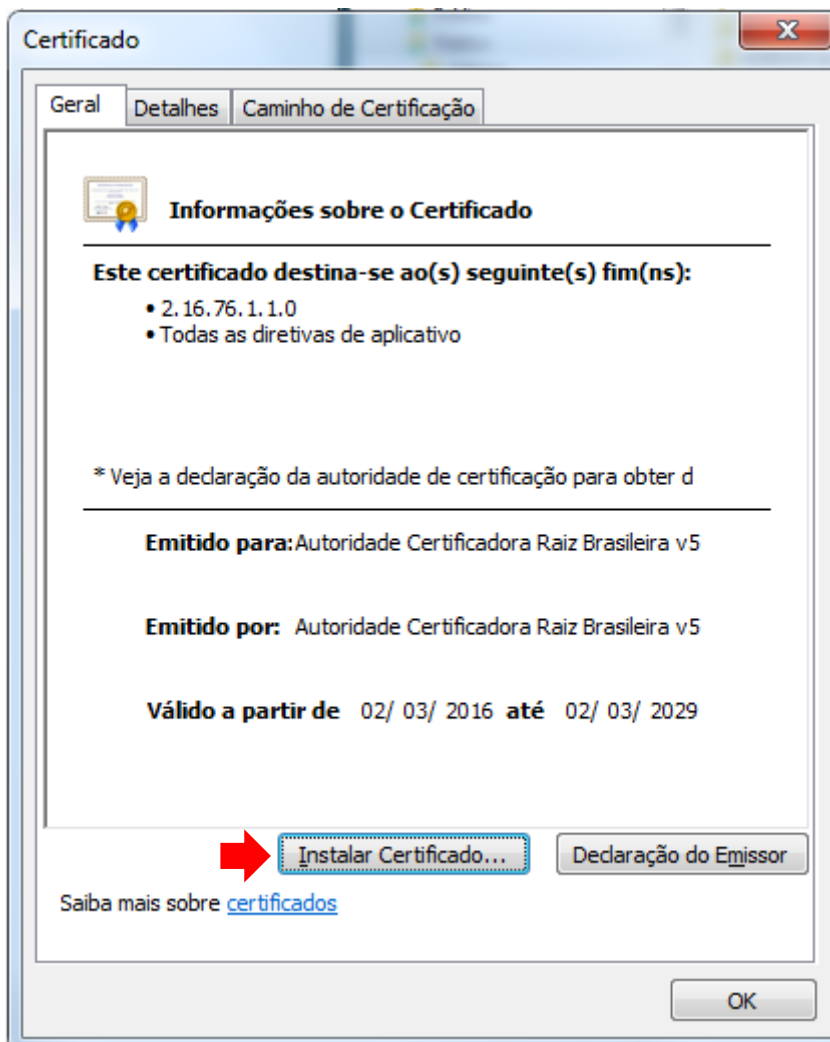 Certificado
Geral Detalhes Caminho de Certificação
Informações sobre o Certificado
Este certificado destina-se ao(s) seguinte(s) fim(ns):
• 2.16.76.1.1.0
• Todas as diretivas de aplicativo
* Veja a declaração da autoridade de certificação para obter d
Emitido para: Autoridade Certificadora Raiz Brasileira v5
Emitido por: Autoridade Certificadora Raiz Brasileira v5
Válido a partir de 02/ 03/ 2016 até 02/ 03/ 2029
Instalar Certificado... Declaração do Emissor
Saiba mais sobre certificados
OK